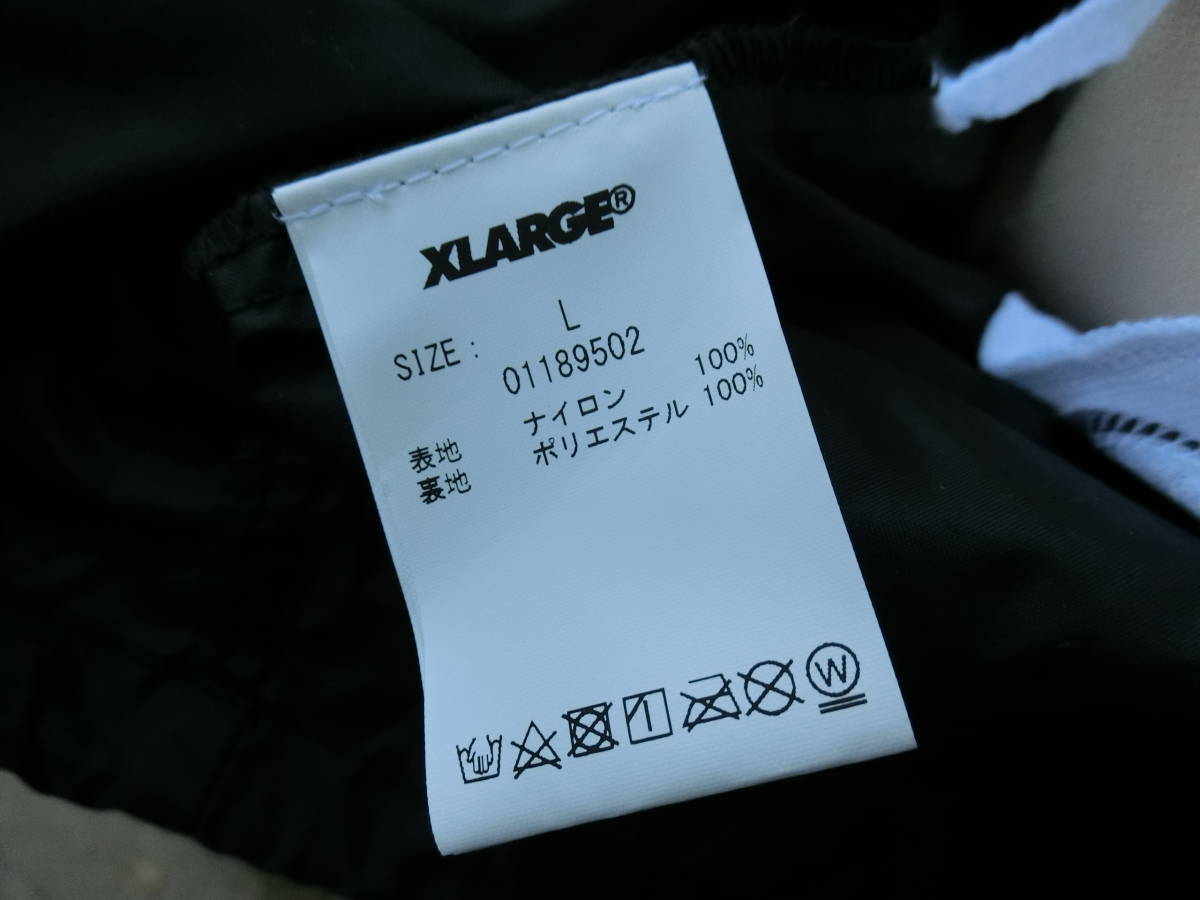 XLARGE®
SIZE : L
01189502
表地 ナイロン 100%
裏地 ポリエステル 100%
W